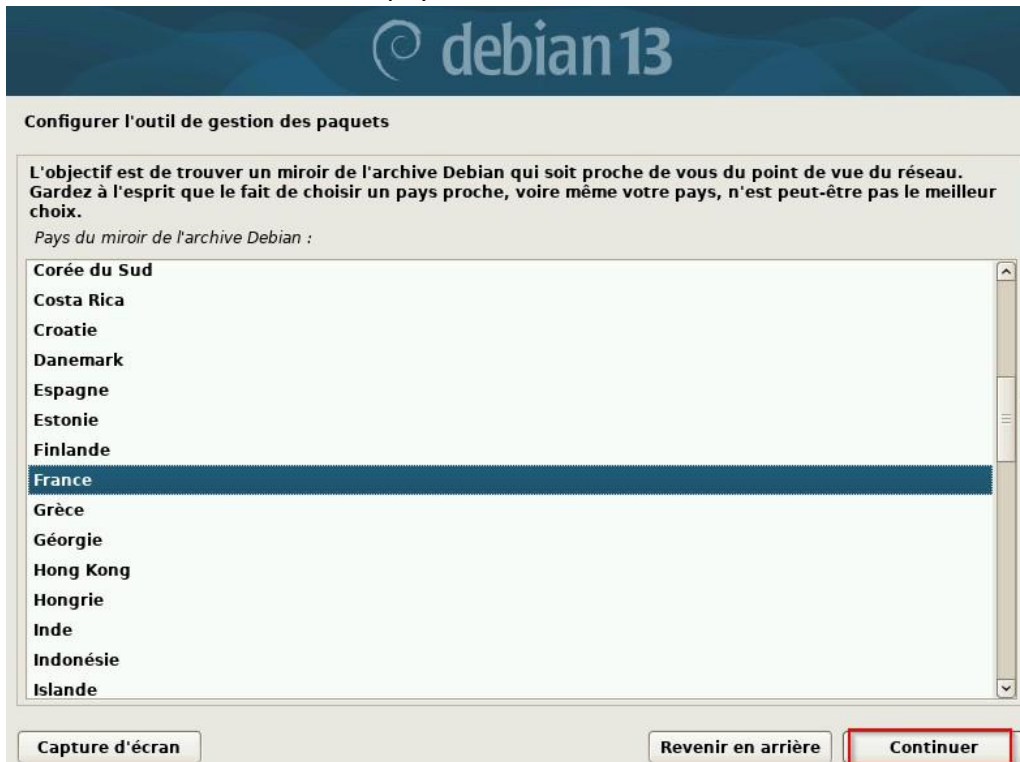 debian 13
Configurer l'outil de gestion des paquets
L'objectif est de trouver un miroir de l'archive Debian qui soit proche de vous du point de vue du réseau.
Gardez à l'esprit que le fait de choisir un pays proche, voire même votre pays, n'est peut-être pas le meilleur
choix.
Pays du miroir de l'archive Debian :
Corée du Sud
Costa Rica
Croatie
Danemark
Espagne
Estonie
Finlande
France
Grèce
Géorgie
Hong Kong
Hongrie
Inde
Indonésie
Islande
Capture d'écran
Revenir en arrière
Continuer